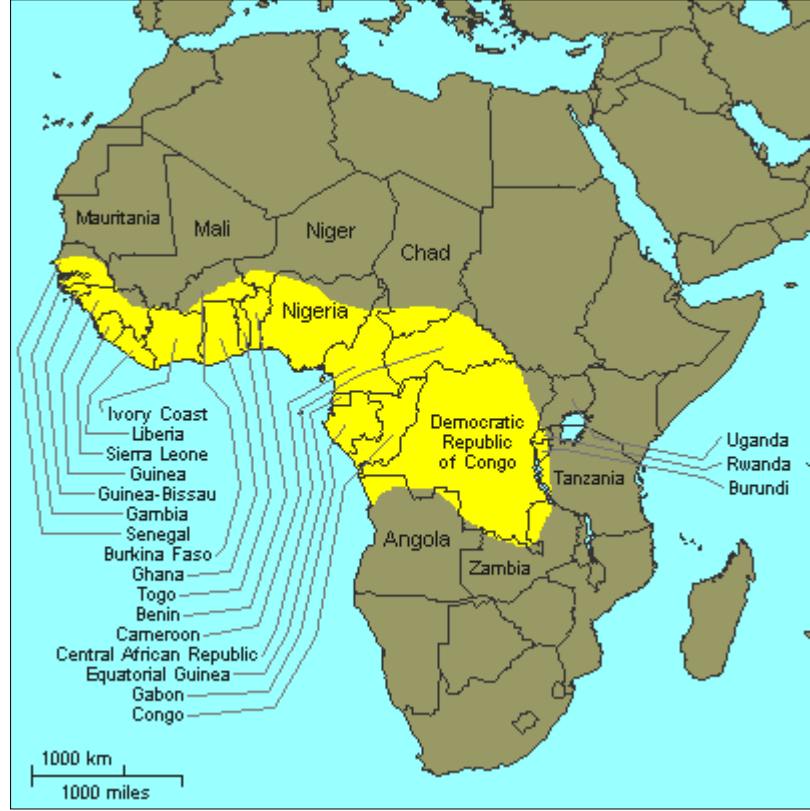 Mauritania
Mali
Niger
Chad
Nigeria
Democratic
Republic
of Congo
Uganda
Rwanda
Burundi
Tanzania
Angola
Zambia
Ivory Coast
Liberia
Sierra Leone
Guinea
Guinea-Bissau
Gambia
Senegal
Burkina Faso
Ghana
Togo
Benin
Cameroon
Central African Republic
Equatorial Guinea
Gabon
Congo
1000 km
1000 miles